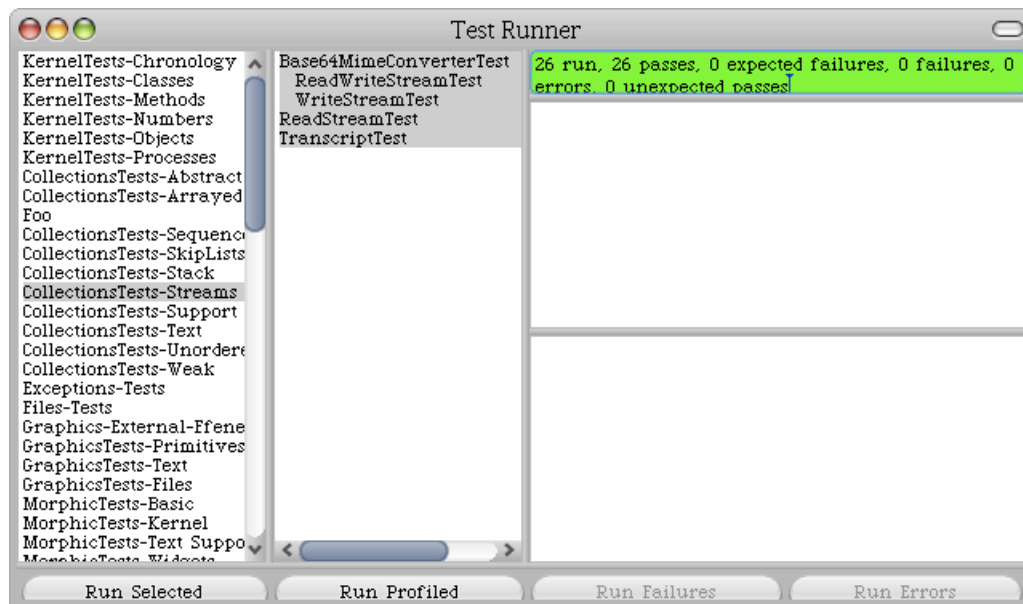 Test Runner
KernelTests-Chronology
KernelTests-Classes
KernelTests-Methods
KernelTests-Numbers
KernelTests-Objects
KernelTests-Processes
CollectionsTests-Abstract
CollectionsTests-Arrayed
Foo
CollectionsTests-Sequenc
CollectionsTests-SkipLists
CollectionsTests-Stack
CollectionsTests-Streams
CollectionsTests-Support
CollectionsTests-Text
CollectionsTests-Unordere
CollectionsTests-Weak
Exceptions-Tests
Files-Tests
Graphics-External-Ffene
GraphicsTests-Primitives
GraphicsTests-Text
GraphicsTests-Files
MorphicTests-Basic
MorphicTests-Kernel
MorphicTests-Text Suppo
MorphicTests-Widgets
Base64MimeConverterTest
ReadWriteStreamTest
WriteStreamTest
ReadStreamTest
TranscriptTest
26 run, 26 passes, 0 expected failures, 0 failures, 0
errors, 0 unexpected passes
Run Selected
Run Profiled
Run Failures
Run Errors